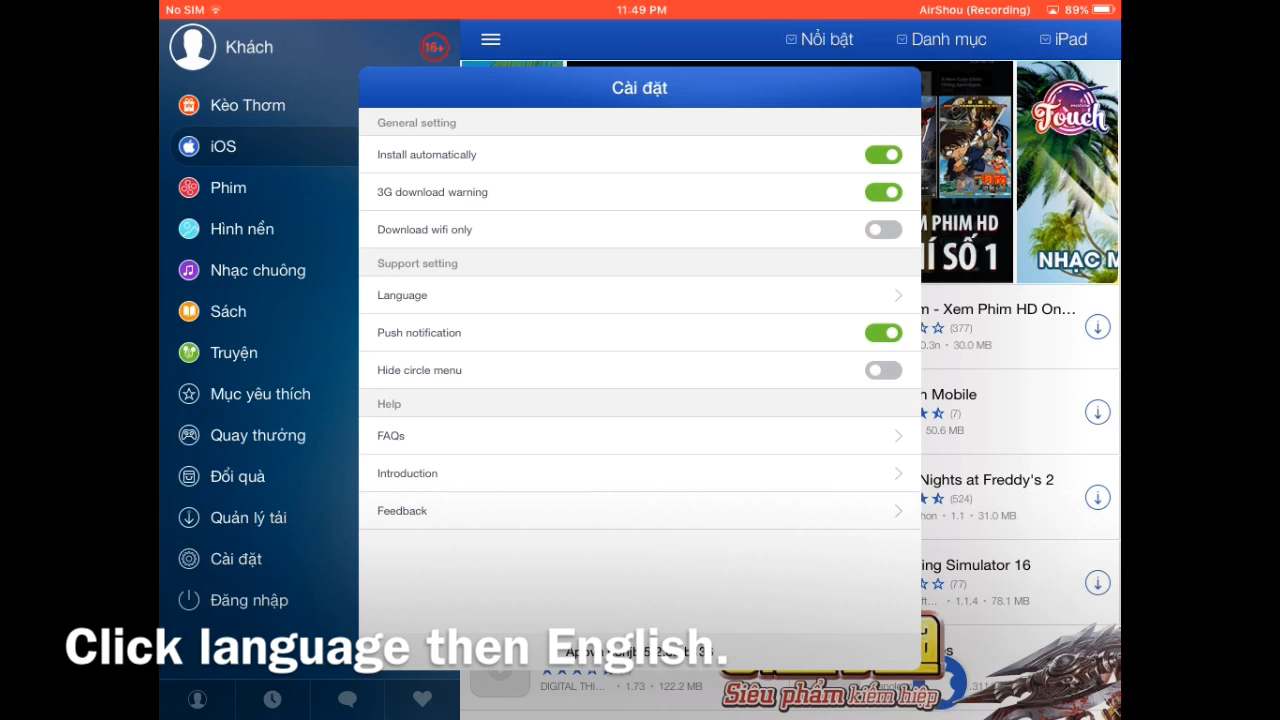 No SIM
11:49 PM
AirShou (Recording)
89%
Khách
16+
Nổi bật
Danh mục
iPad
Kèo Thơm
iOS
Phim
Hình nền
Nhạc chuông
Sách
Truyện
Mục yêu thích
Quay thưởng
Đổi quà
Quản lý tải
Cài đặt
Đăng nhập
Cài đặt
General setting
Install automatically
3G download warning
Download wifi only
Support setting
Language
Push notification
Hide circle menu
Help
FAQs
Introduction
Feedback
PHIM HD
SỐ 1
Touch
NHẠC M
- Xem Phim HD On...
(377)
0.3n • 30.0 MB
Mobile
(7)
50.6 MB
Nights at Freddy's 2
(524)
hon • 1.1 • 31.0 MB
ing Simulator 16
(77)
ft... • 1.1.4 • 78.1 MB
Click language then English.
DIGITAL THI... • 1.73 • 122.2 MB
Siêu phẩm kiếm hiệp